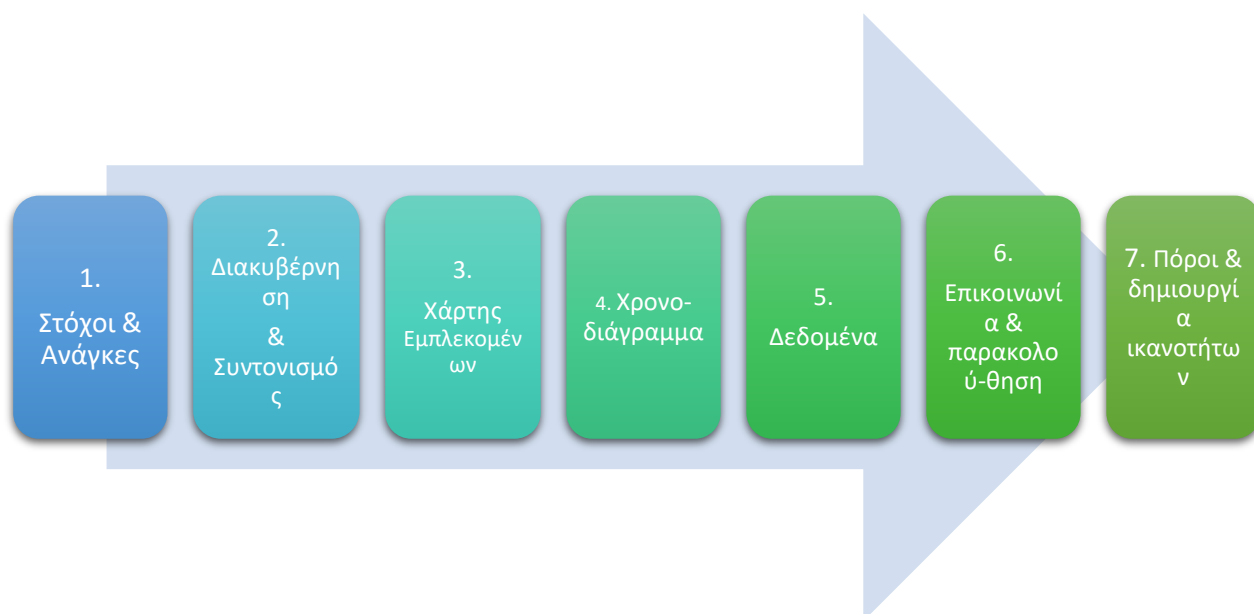 1.
Στόχοι &
Ανάγκες
2.
Διακυβέρνη
ση
&
Συντονισμό
ς
3.
Χάρτης
Εμπλεκομέν
ων
4. Χρονο-
διάγραμμα
5.
Δεδομένα
6.
Επικοινωνί
α &
παρακολο
ύ-θηση
7. Πόροι &
δημιουργί
α
ικανοτήτω
ν